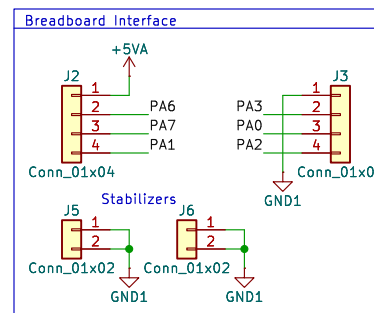 Breadboard Interface
+5VA
J2
J3
1
1
2
PA6
PA3
2
3
PA7
PA0
3
4
PA1
PA2
4
Conn_01x04
Conn_01x0
GND1
Stabilizers
J5
J6
1
1
2
2
Conn_01x02
Conn_01x02
GND1
GND1